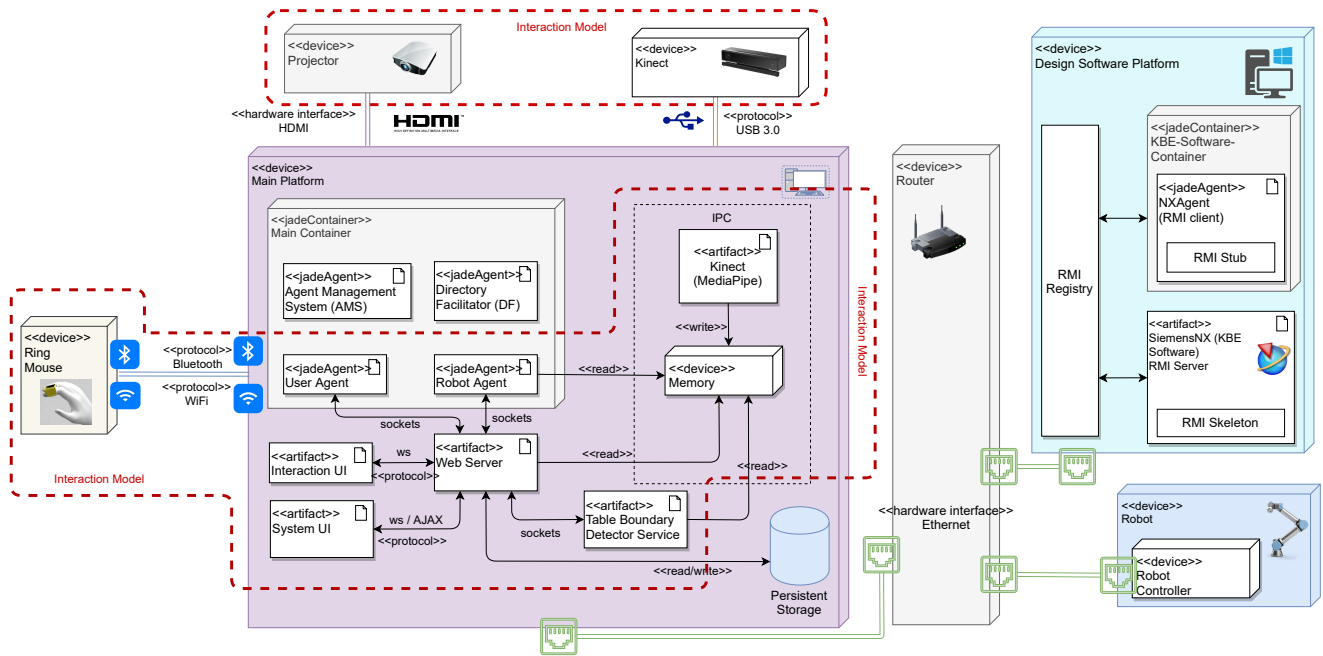 Interaction Model
<<device>>
Projector
<<device>>
Kinect
<<hardware interface>>
HDMI
HDMI
HIGH-DEFINITION MULTIMEDIA INTERFACE
<<protocol>>
USB 3.0
<<device>>
Main Platform
<<jadeContainer>>
Main Container
<<jadeAgent>>
Agent Management
System (AMS)
<<jadeAgent>>
Directory
Facilitator (DF)
<<jadeAgent>>
User Agent
<<jadeAgent>>
Robot Agent
IPC
<<artifact>>
Kinect
(MediaPipe)
<<write>>
<<read>>
<<device>>
Memory
Interaction Model
<<device>>
Ring
Mouse
<<protocol>>
Bluetooth
<<protocol>>
WiFi
Interaction Model
sockets
sockets
<<artifact>>
Interaction UI
ws
<<protocol>>
<<artifact>>
Web Server
<<read>>
<<read>>
<<artifact>>
System UI
ws / AJAX
<<protocol>>
sockets
<<artifact>>
Table Boundary
Detector Service
<<read/write>>
Persistent
Storage
<<device>>
Router
<<hardware interface>>
Ethernet
<<device>>
Design Software Platform
RMI
Registry
<<jadeContainer>>
KBE-Software-
Container
<<jadeAgent>>
NXAgent
(RMI client)
RMI Stub
<<artifact>>
SiemensNX (KBE
Software)
RMI Server
RMI Skeleton
<<device>>
Robot
<<device>>
Robot
Controller